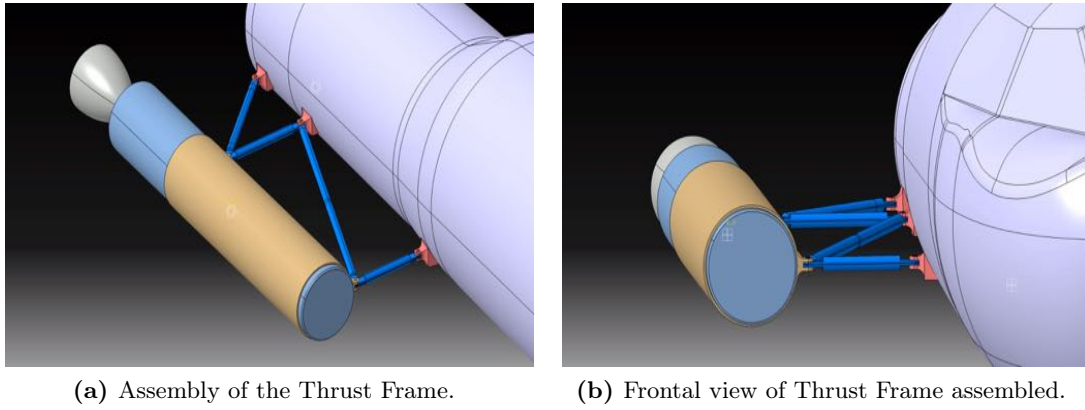 (a) Assembly of the Thrust Frame.
(b) Frontal view of Thrust Frame assembled.